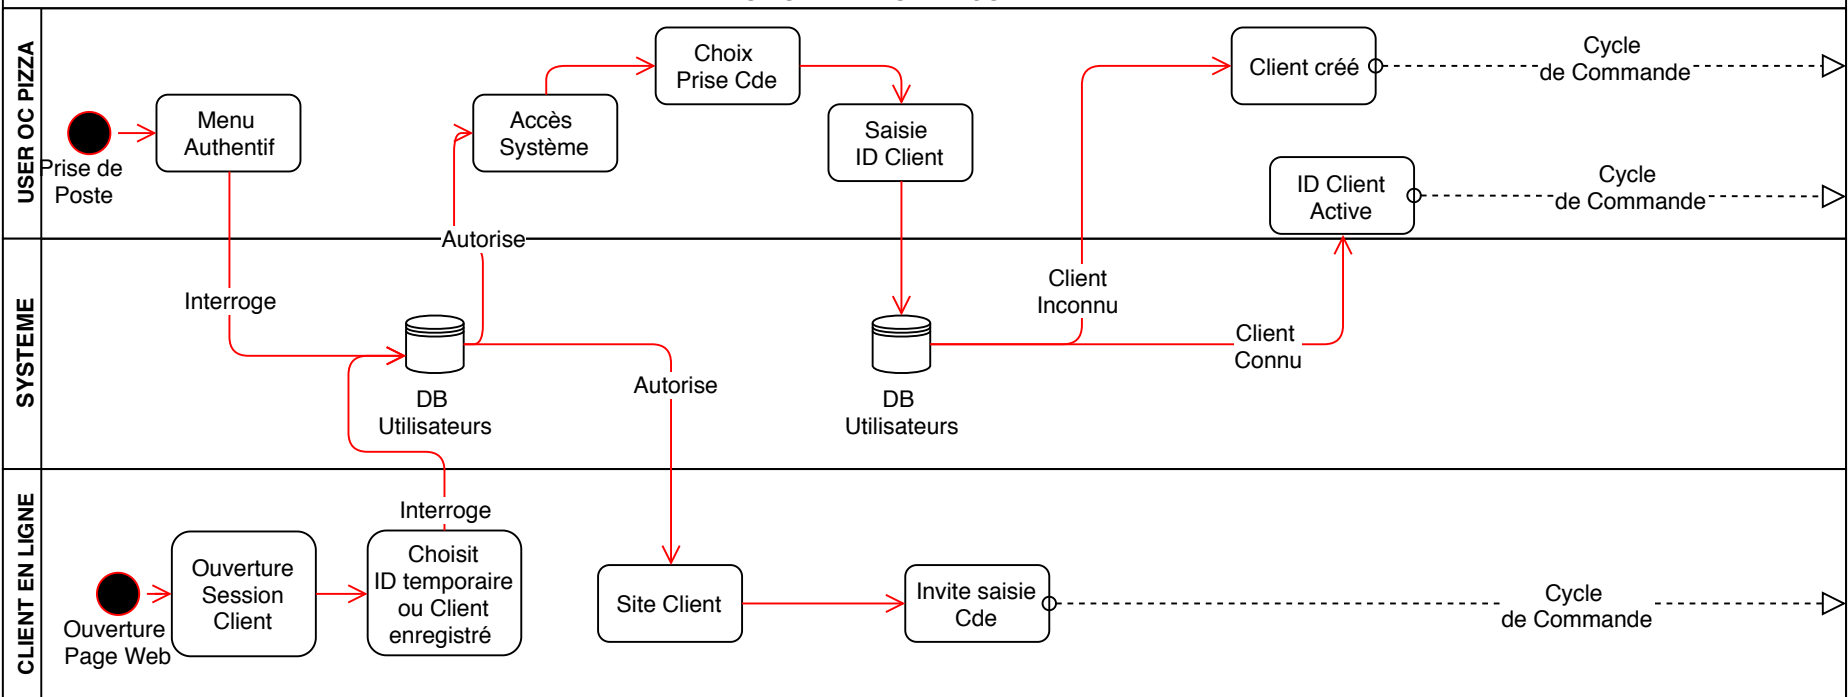 USER OC PIZZA
Prise de
Poste
Menu
Authentif
Accès
Système
Choix
Prise Cde
Saisie
ID Client
Client créé
Cycle
de Commande
ID Client
Active
Cycle
de Commande
SYSTEME
Interroge
Autorise
DB
Utilisateurs
Autorise
DB
Utilisateurs
Client
Inconnu
Client
Connu
CLIENT EN LIGNE
Ouverture
Page Web
Ouverture
Session
Client
Interroge
Choisit
ID temporaire
ou Client
enregistré
Site Client
Invite saisie
Cde
Cycle
de Commande